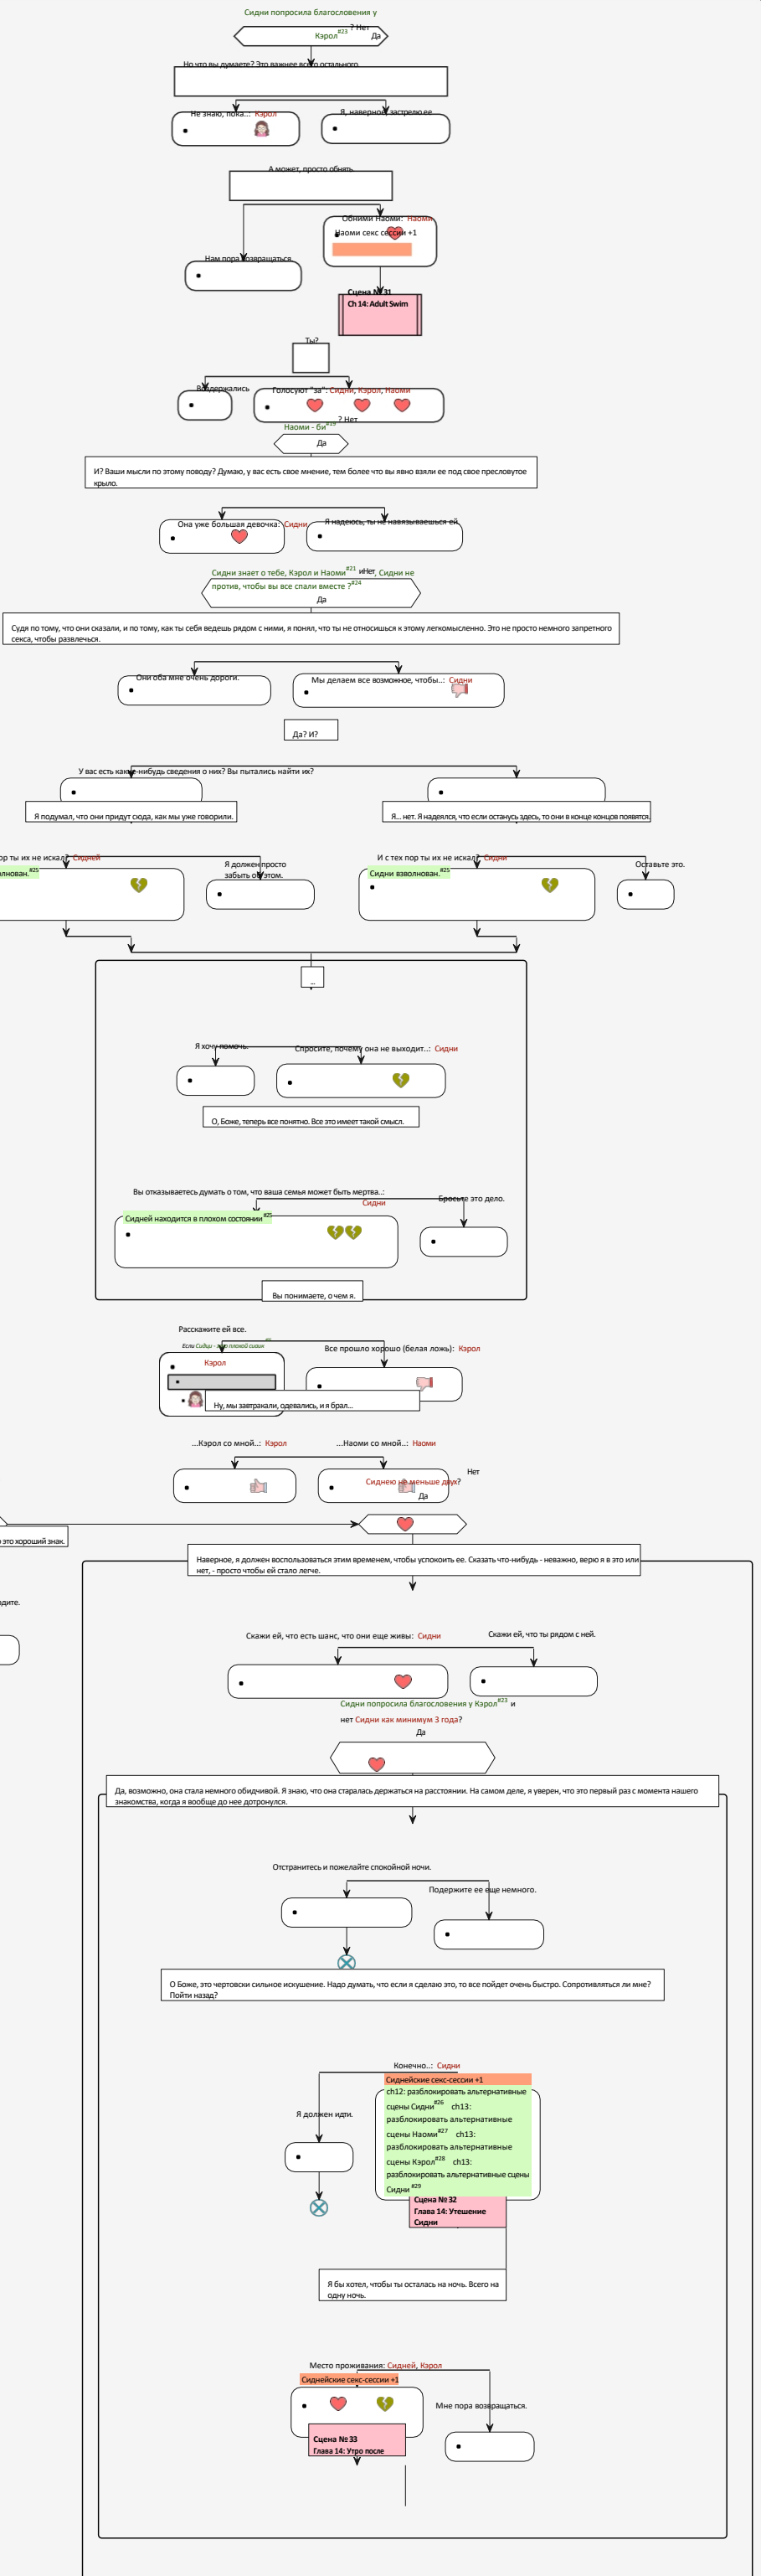 Сидни попросила благословения у
Кэрол#23 ? Нет
Да
Но что вы думаете? Это важнее всего остального.
Не знаю, пока..: Кэрол
Я, наверное, застрелю ее.
А может, просто обнять.
Обними Наоми: Наоми
Наоми секс сессии +1
Нам пора возвращаться.
Сцена № 31
Ch 14: Adult Swim
Ты?
Воздержались
Голосуют "за": Сидни, Кэрол, Наоми
Наоми - би#19 ? Нет
Да
И? Ваши мысли по этому поводу? Думаю, у вас есть свое мнение, тем более что вы явно взяли ее под свое пресловутое
крыло.
Она уже большая девочка: Сидни
Я надеюсь, ты не навязываешься ей.
Сидни знает о тебе, Кэрол и Наоми#21 и Нет, Сидни не
против, чтобы вы все спали вместе ?#24
Да
Судя по тому, что они сказали, и по тому, как ты себя ведешь рядом с ними, я понял, что ты не относишься к этому легкомысленно. Это не просто немного запретного
секса, чтобы развлечься.
Они оба мне очень дороги.
Мы делаем все возможное, чтобы..: Сидни
Да? И?
У вас есть какие-нибудь сведения о них? Вы пытались найти их?
Я подумал, что они придут сюда, как мы уже говорили.
Я... нет. Я надеялся, что если останусь здесь, то они в конце концов появятся.
ор ты их не искал?: Сидней
лнован.#25
Я должен просто
забыть об этом.
И с тех пор ты их не искал?: Сидни
Сидни взволнован.#25
Оставьте это.
_
Я хочу помочь.
Спросите, почему она не выходит..: Сидни
О, Боже, теперь все понятно. Все это имеет такой смысл.
Вы отказываетесь думать о том, что ваша семья может быть мертва..:
Сидни
Бросьте это дело.
Сидней находится в плохом состоянии#25
Вы понимаете, о чем я.
Расскажите ей все.
Все прошло хорошо (белая ложь): Кэрол
Кэрол
Ну, мы завтракали, одевались, и я брал...
...Кэрол со мной..: Кэрол
...Наоми со мной..: Наоми
Нет
Сиднею не меньше двух?
Да
о это хороший знак.
Наверное, я должен воспользоваться этим временем, чтобы успокоить ее. Сказать что-нибудь - неважно, верю я в это или
нет, - просто чтобы ей стало легче.
одите.
Скажи ей, что есть шанс, что они еще живы: Сидни
Скажи ей, что ты рядом с ней.
Сидни попросила благословения у Кэрол#23 и
нет Сидни как минимум 3 года?
Да
Да, возможно, она стала немного обидчивой. Я знаю, что она старалась держаться на расстоянии. На самом деле, я уверен, что это первый раз с момента нашего
знакомства, когда я вообще до нее дотронулся.
Отстранитесь и пожелайте спокойной ночи.
Подержите ее еще немного.
О Боже, это чертовски сильное искушение. Надо думать, что если я сделаю это, то все пойдет очень быстро. Сопротивляться ли мне?
Пойти назад?
Конечно..: Сидни
Сиднейские секс-сессии +1
ch12: разблокировать альтернативные
сцены Сидни#26 ch13:
разблокировать альтернативные
сцены Наоми#27 ch13:
разблокировать альтернативные
сцены Кэрол#28 ch13:
разблокировать альтернативные сцены
Сидни #29
Я должен идти.
Сцена № 32
Глава 14: Утешение
Сидни
Я бы хотел, чтобы ты осталась на ночь. Всего на
одну ночь.
Место проживания: Сидней, Кэрол
Сиднейские секс-сессии +1
Мне пора возвращаться.
Сцена № 33
Глава 14: Утро после